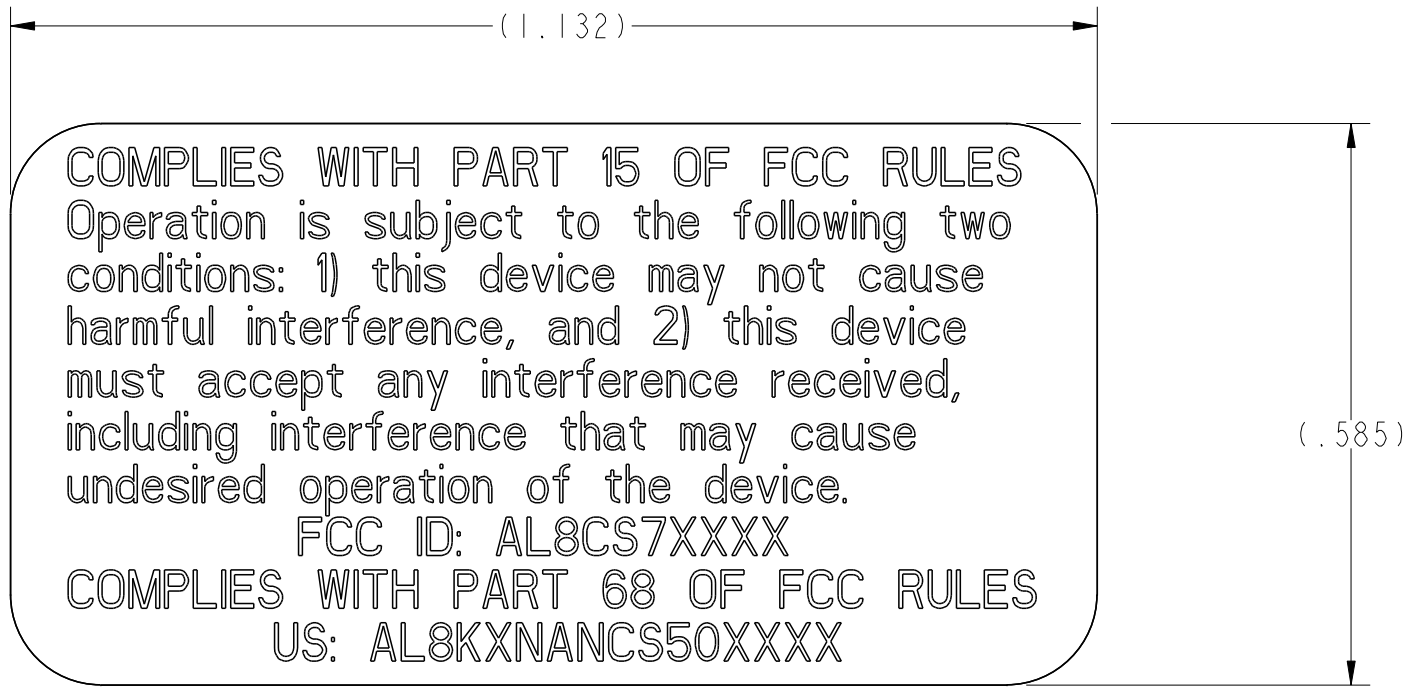 (1.132)
COMPLIES WITH PART 15 OF FCC RULES
Operation is subject to the following two
conditions: 1) this device may not cause
harmful interference, and 2) this device
must accept any interference received,
including interference that may cause
(.585)
undesired operation of the device.
FCC ID: AL8CS7XXXX
COMPLIES WITH PART 68 OF FCC RULES
US: AL8KXNANCS50XXXX